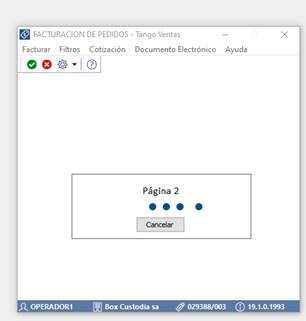 FACTURACION DE PEDIDOS - Tango Ventas
Facturar Filtros Cotización Documento Electrónico Ayuda
Página 2
Cancelar
OPERADOR1 Box Custodia sa 029388/003 19.1.0.1993